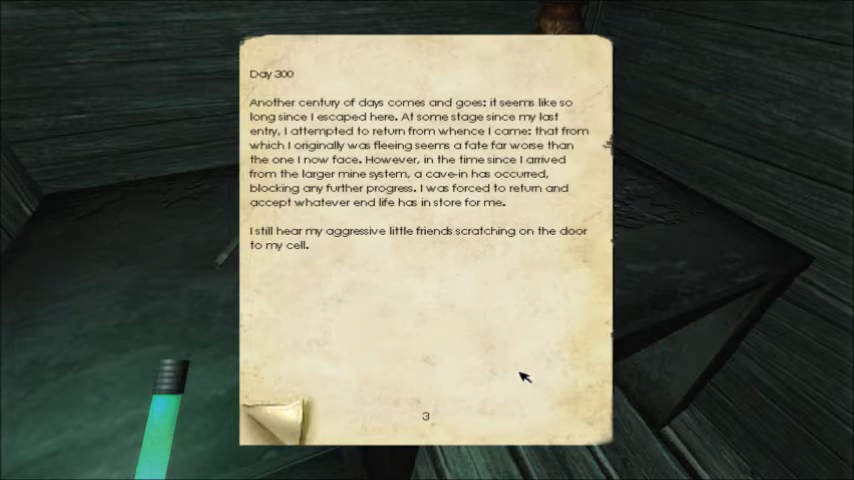 Day 300
Another century of days comes and goes: it seems like so
long since I escaped here. At some stage since my last
entry, I attempted to return from whence I came: that from
which I originally was fleeing seems a fate far worse than
the one I now face. However, in the time since I arrived
from the larger mine system, a cave-in has occurred,
blocking any further progress. I was forced to return and
accept whatever end life has in store for me.
I still hear my aggressive little friends scratching on the door
to my cell.
3